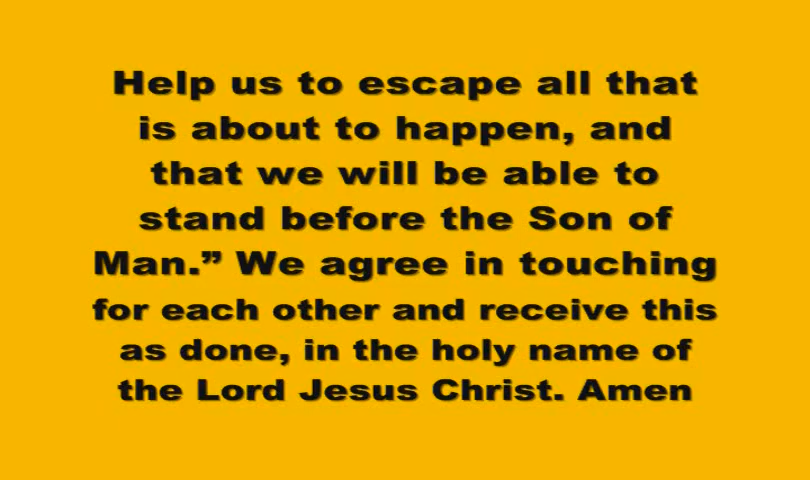 Help us to escape all that
is about to happen, and
that we will be able to
stand before the Son of
Man.” We agree in touching
for each other and receive this
as done, in the holy name of
the Lord Jesus Christ. Amen